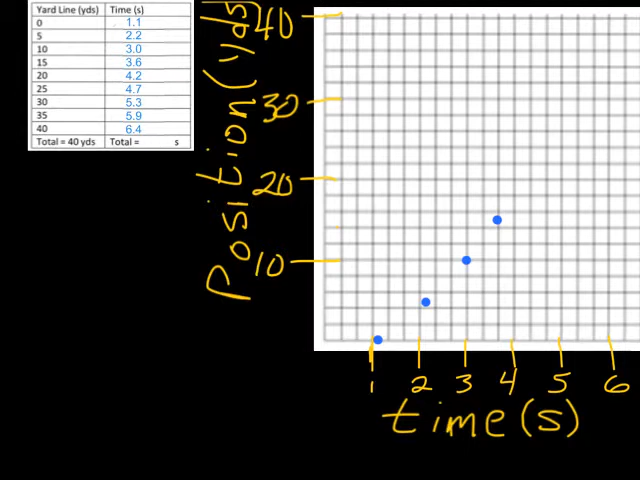 Yard Line (yds) Time (s)
0 1.1
5 2.2
10 3.0
15 3.6
20 4.2
25 4.7
30 5.3
35 5.9
40 6.4
Total = 40 yds Total = s
Position (yds)
40
30
20
10
1 2 3 4 5 6
time (s)